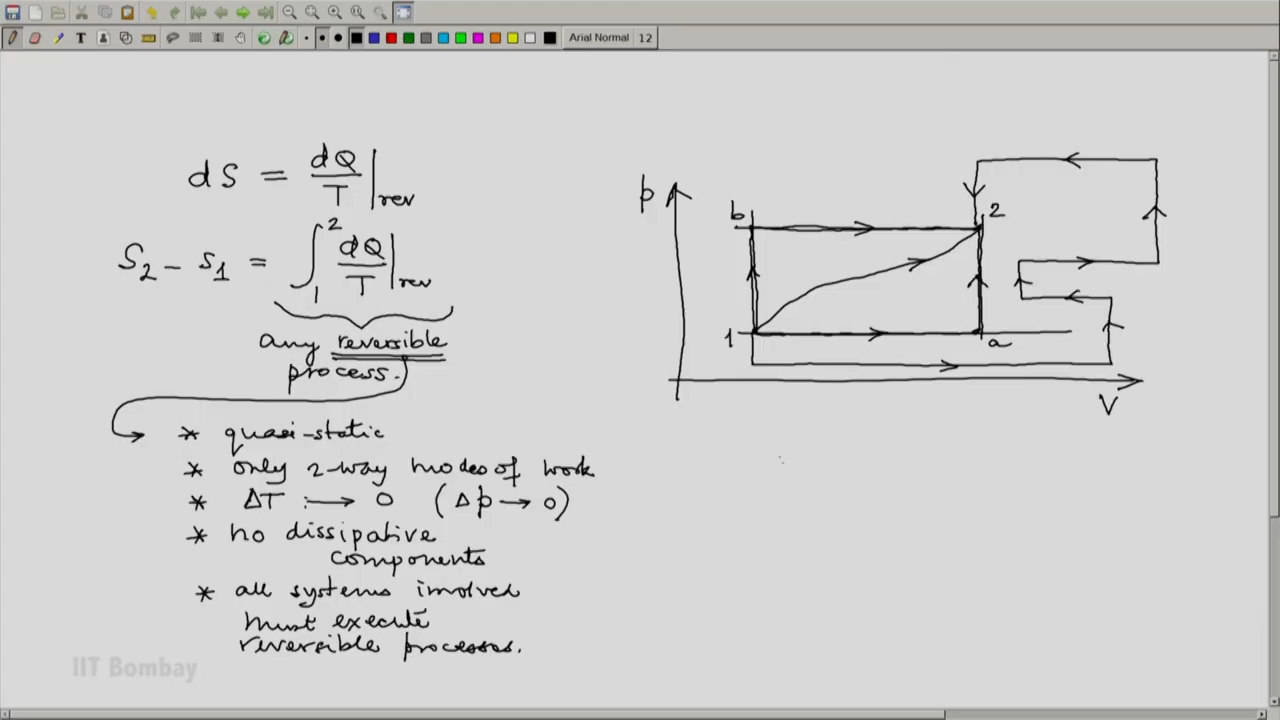 Arial Normal 12
dS = dQ/T |rev
S2 - S1 = ∫1^2 dQ/T |rev
any reversible
process.
* quasi-static
* only 2-way modes of work
* ΔT : → 0 (Δp → 0)
* no dissipative
components
* all systems involved
must execute
reversible processes.
p
b
2
1
a
V
IIT Bombay